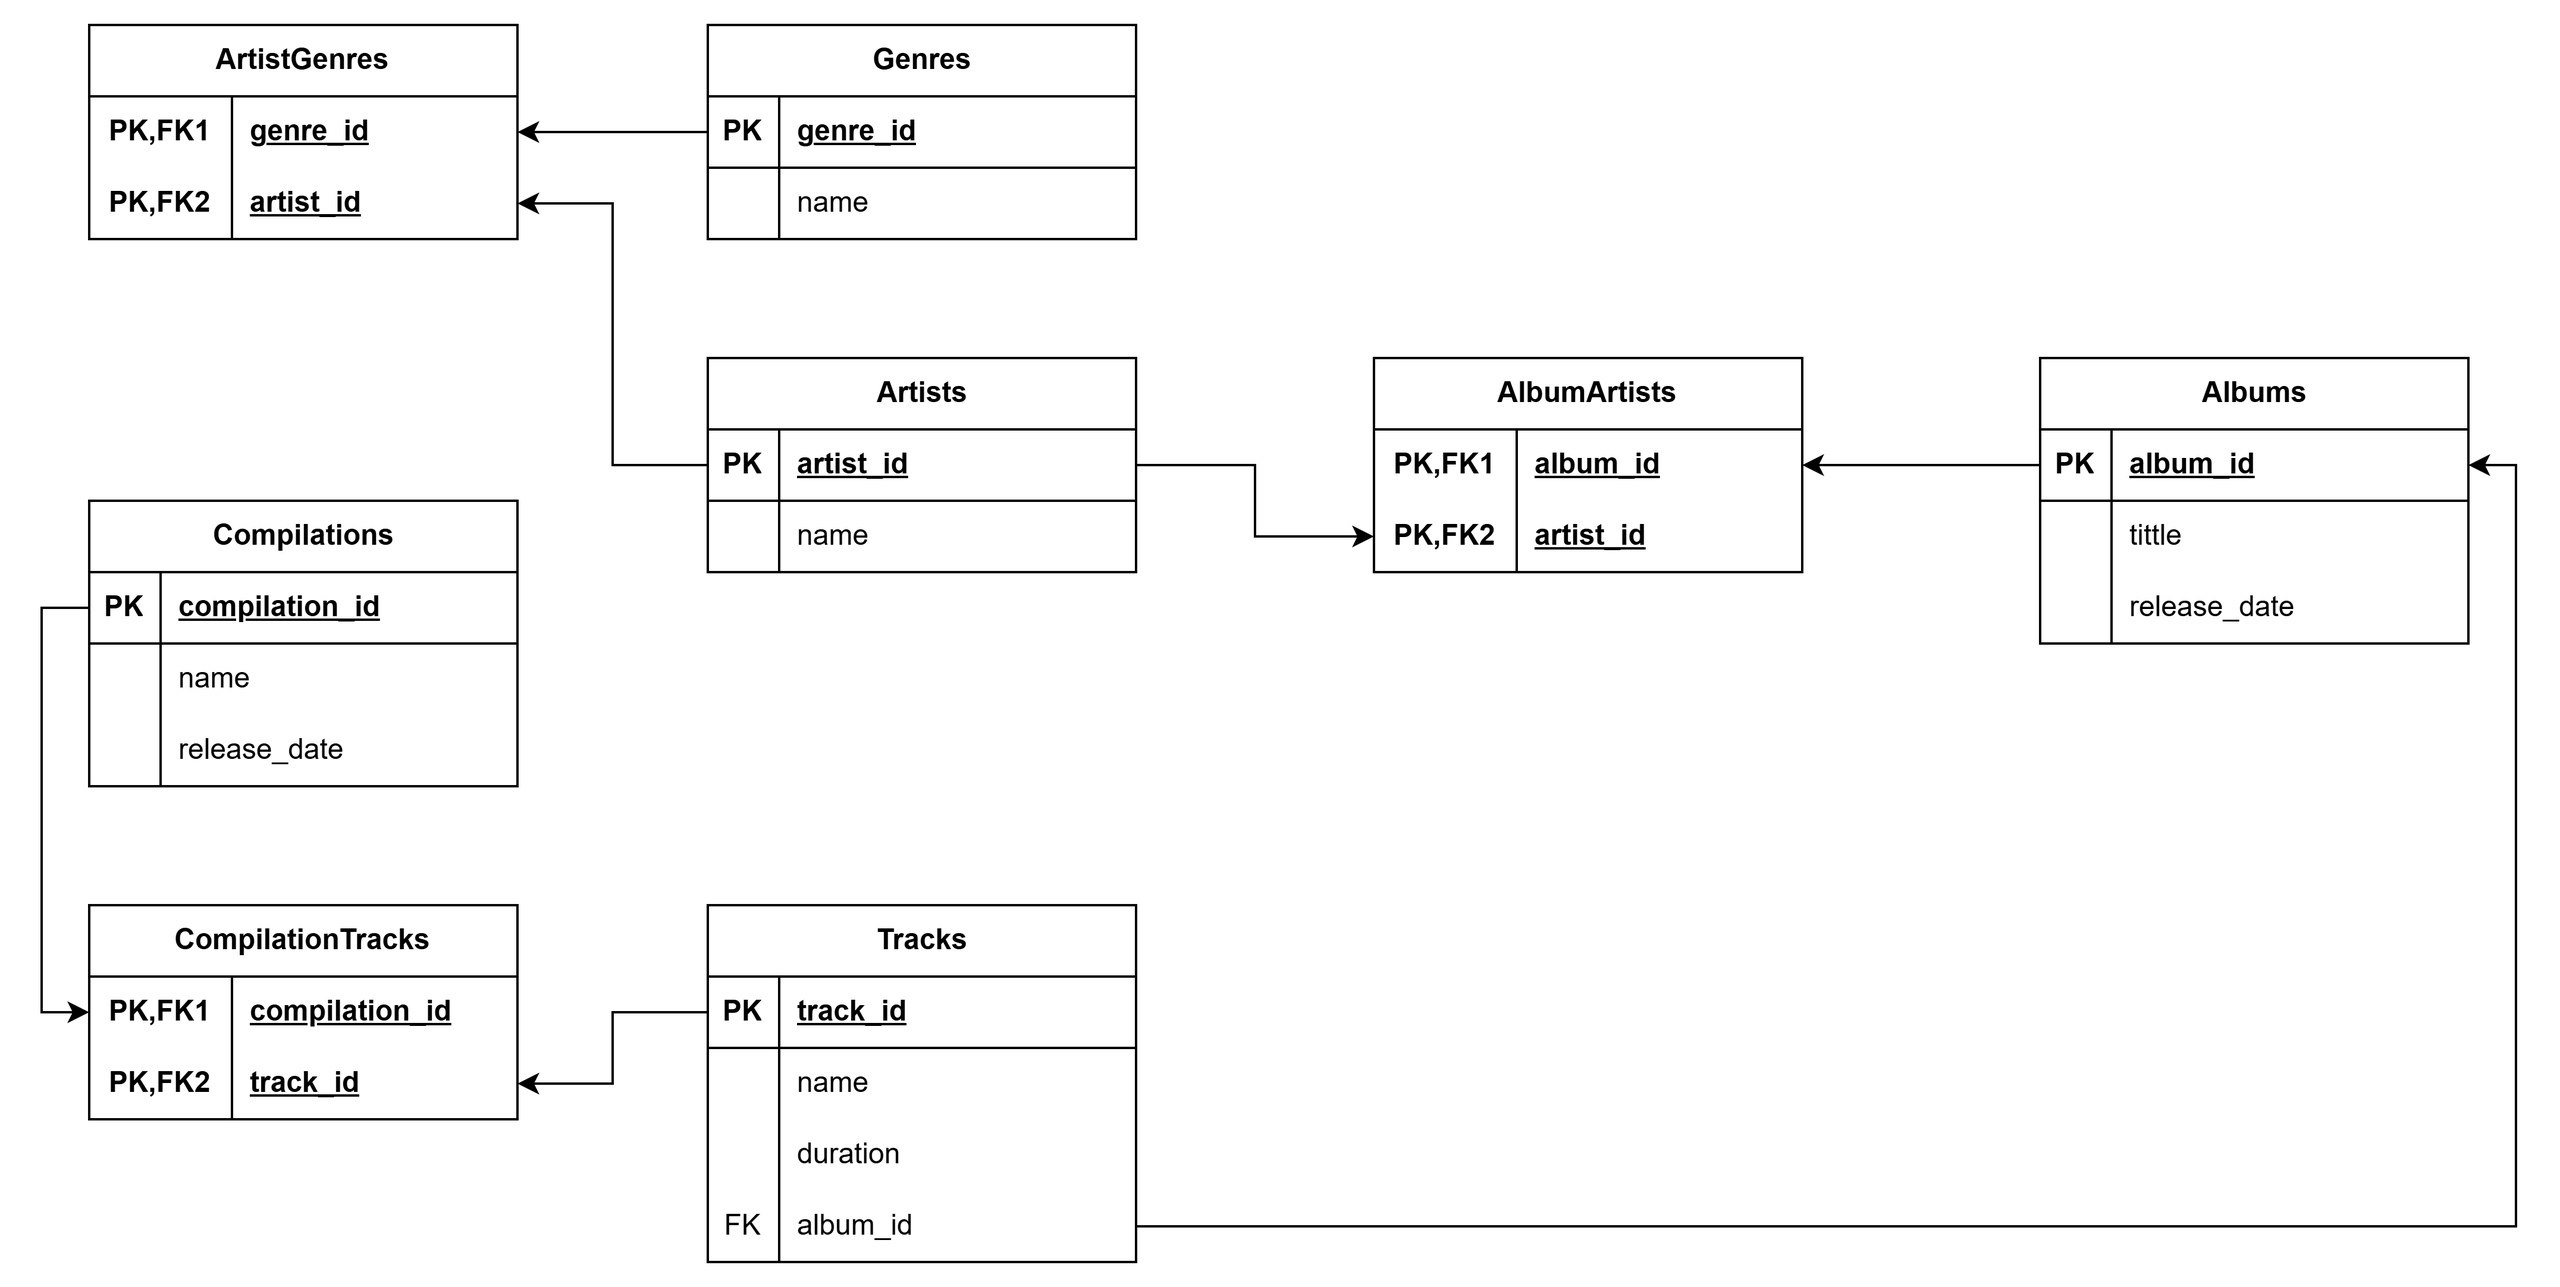 ArtistGenres
PK,FK1 genre_id
PK,FK2 artist_id
Genres
PK genre_id
name
Artists
PK artist_id
name
AlbumArtists
PK,FK1 album_id
PK,FK2 artist_id
Albums
PK album_id
tittle
release_date
Compilations
PK compilation_id
name
release_date
CompilationTracks
PK,FK1 compilation_id
PK,FK2 track_id
Tracks
PK track_id
name
duration
FK album_id